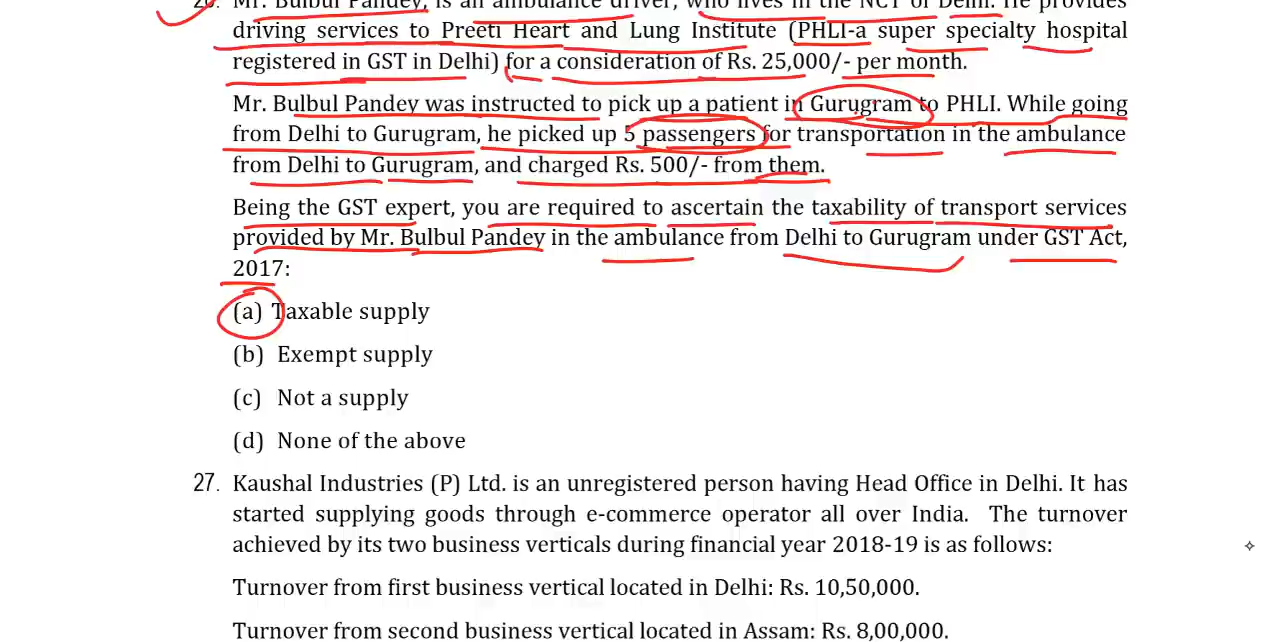 26. Mr. Bulbul Pandey, is an ambulance driver, who lives in the NCT of Delhi. He provides
driving services to Preeti Heart and Lung Institute (PHLI-a super specialty hospital
registered in GST in Delhi) for a consideration of Rs. 25,000/- per month.
Mr. Bulbul Pandey was instructed to pick up a patient in Gurugram to PHLI. While going
from Delhi to Gurugram, he picked up 5 passengers for transportation in the ambulance
from Delhi to Gurugram, and charged Rs. 500/- from them.
Being the GST expert, you are required to ascertain the taxability of transport services
provided by Mr. Bulbul Pandey in the ambulance from Delhi to Gurugram under GST Act,
2017:
(a) Taxable supply
(b) Exempt supply
(c) Not a supply
(d) None of the above
27. Kaushal Industries (P) Ltd. is an unregistered person having Head Office in Delhi. It has
started supplying goods through e-commerce operator all over India. The turnover
achieved by its two business verticals during financial year 2018-19 is as follows:
Turnover from first business vertical located in Delhi: Rs. 10,50,000.
Turnover from second business vertical located in Assam: Rs. 8,00,000.